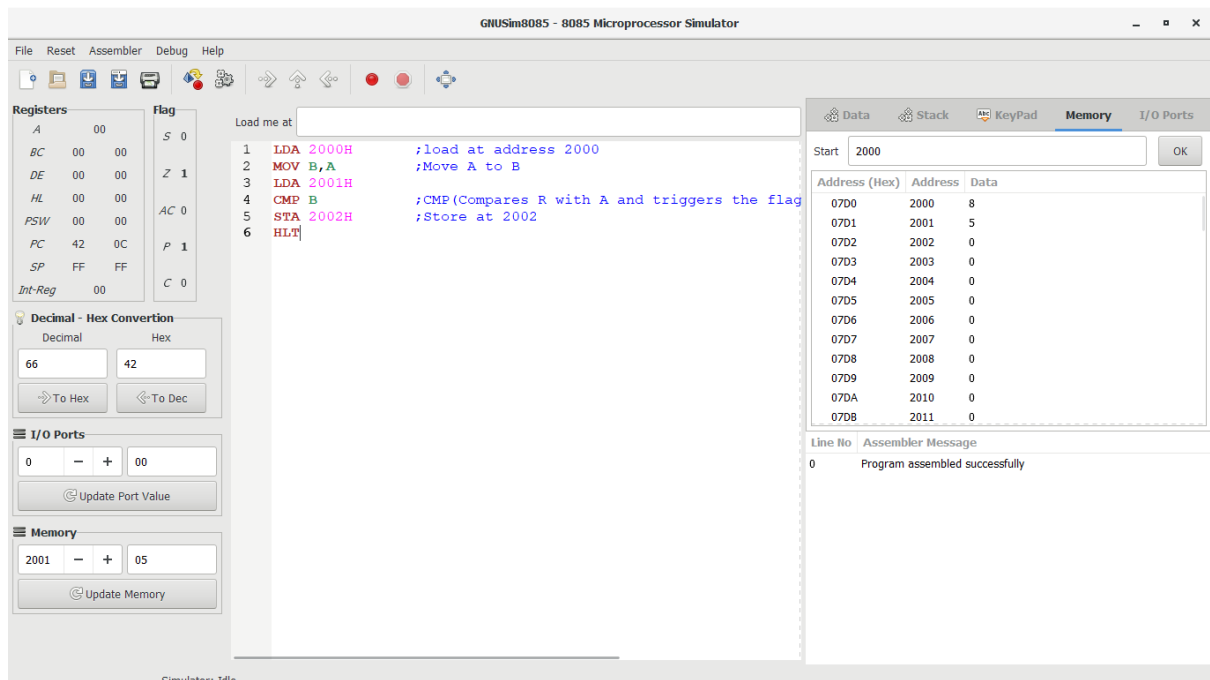 GNUSim8085 - 8085 Microprocessor Simulator
File Reset Assembler Debug Help
Registers
A 00
BC 00 00
DE 00 00
HL 00 00
PSW 00 00
PC 42 0C
SP FF FF
Int-Reg 00
Flag
S 0
Z 1
AC 0
P 1
C 0
Decimal - Hex Convertion
Decimal Hex
66 42
To Hex To Dec
I/O Ports
0 − + 00
Update Port Value
Memory
2001 − + 05
Update Memory
Load me at
1 LDA 2000H ;load at address 2000
2 MOV B,A ;Move A to B
3 LDA 2001H
4 CMP B ;CMP(Compares R with A and triggers the flag
5 STA 2002H ;Store at 2002
6 HLT
Data Stack Abc KeyPad Memory I/O Ports
Start 2000 OK
Address (Hex) Address Data
07D0 2000 8
07D1 2001 5
07D2 2002 0
07D3 2003 0
07D4 2004 0
07D5 2005 0
07D6 2006 0
07D7 2007 0
07D8 2008 0
07D9 2009 0
07DA 2010 0
07DB 2011 0
Line No Assembler Message
0 Program assembled successfully
Simulator: Idle